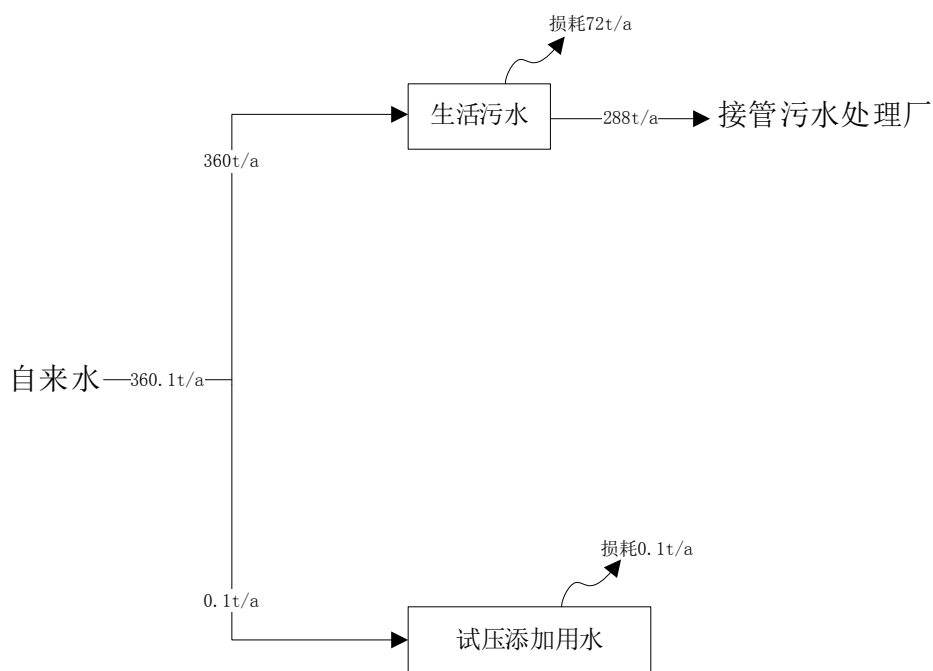 损耗72t/a
生活污水
288t/a
接管污水处理厂
360t/a
自来水
360.1t/a
损耗0.1t/a
0.1t/a
试压添加用水